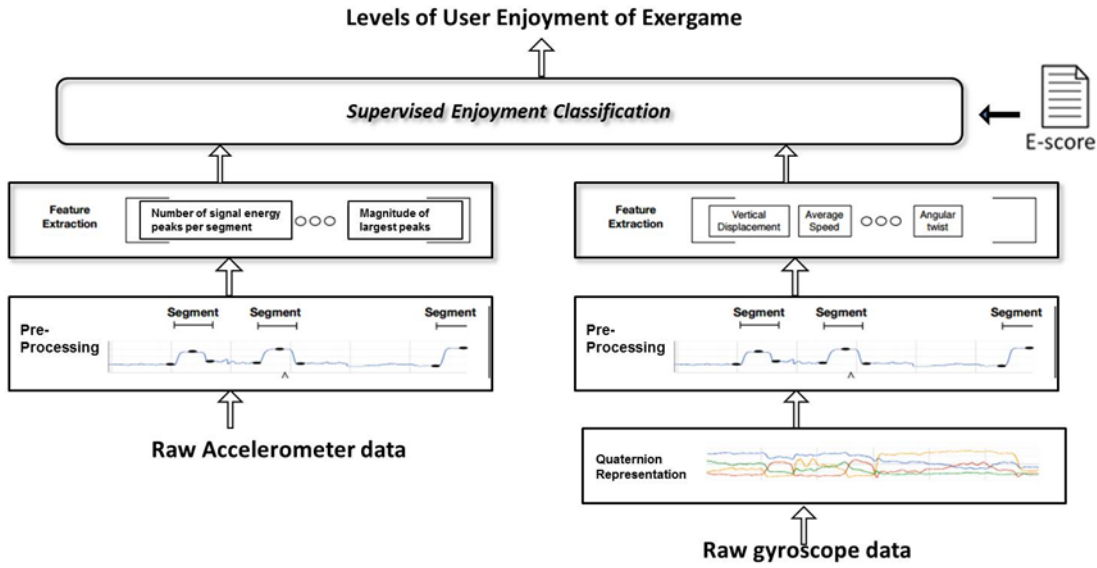 Levels of User Enjoyment of Exergame
Supervised Enjoyment Classification
E-score
Feature
Extraction
Number of signal energy
peaks per segment
Magnitude of
largest peaks
Feature
Extraction
Vertical
Displacement
Average
Speed
Angular
twist
Pre-
Processing
Segment
Segment
Segment
^
Pre-
Processing
Segment
Segment
Segment
^
Raw Accelerometer data
Quaternion
Representation
Raw gyroscope data